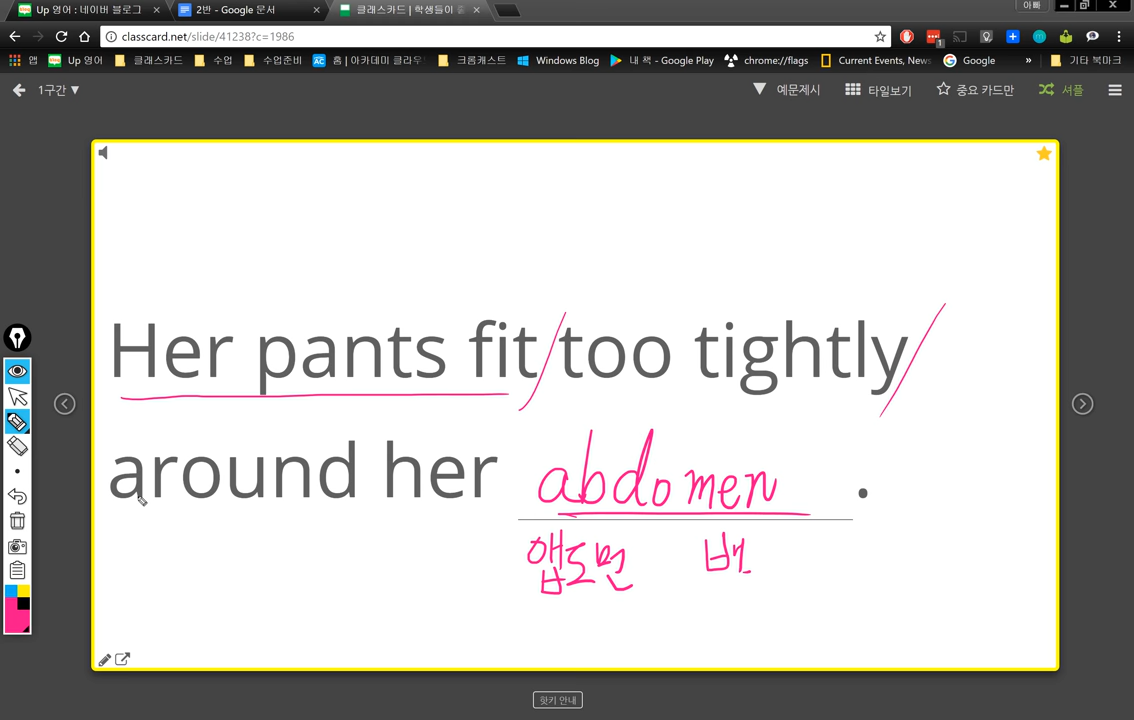 Up 영어 : 네이버 블로그
2반 - Google 문서
클래스카드 | 학생들이
아빠
classcard.net/slide/41238?c=1986
1
앱 Up 영어 클래스카드 수업 수업준비 홈 | 아카데미 클라우 크롬캐스트 Windows Blog 내 책 - Google Play chrome://flags Current Events, News Google » 기타 북마크
1구간 ▼ ▼ 예문제시 타일보기 중요 카드만 셔플
Her pants fit / too tightly /
around her abdomen .
앱도먼 배
핫키 안내